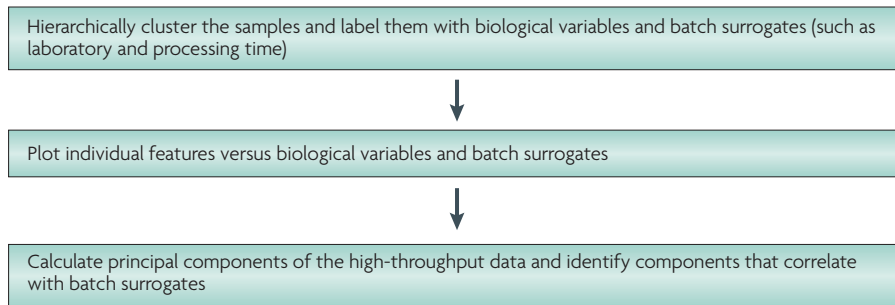 Hierarchically cluster the samples and label them with biological variables and batch surrogates (such as
laboratory and processing time)
Plot individual features versus biological variables and batch surrogates
Calculate principal components of the high-throughput data and identify components that correlate
with batch surrogates